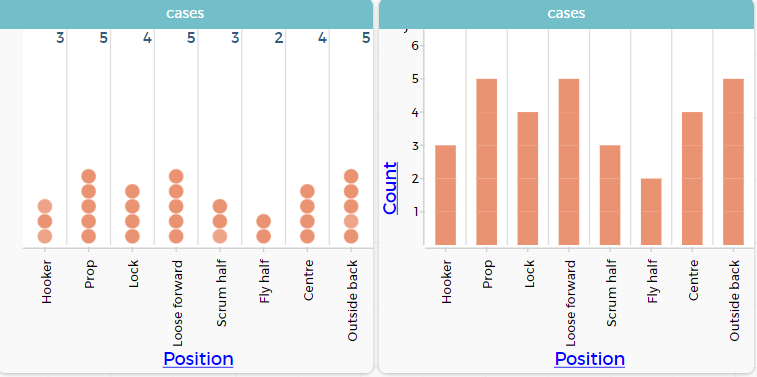 cases
3 5 4 5 3 2 4 5
Hooker
Prop
Lock
Loose forward
Scrum half
Fly half
Centre
Outside back
Position
cases
6
5
4
3
2
1
Count
Hooker
Prop
Lock
Loose forward
Scrum half
Fly half
Centre
Outside back
Position